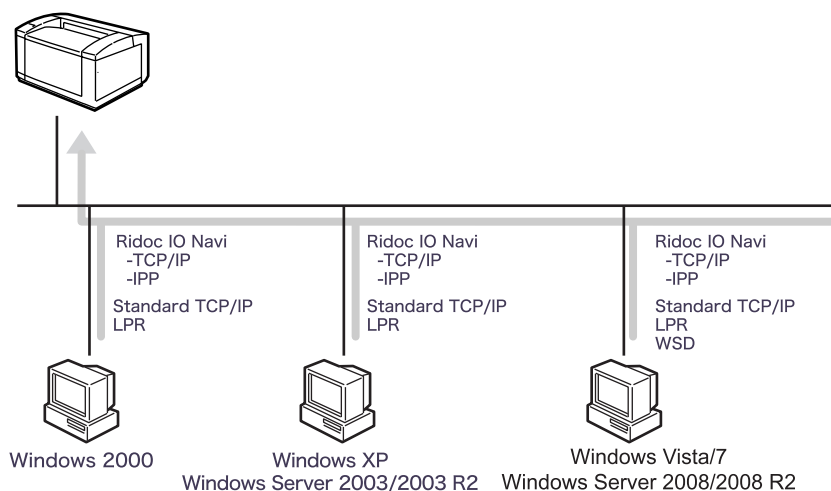 Ridoc IO Navi
-TCP/IP
-IPP
Standard TCP/IP
LPR
Windows 2000
Ridoc IO Navi
-TCP/IP
-IPP
Standard TCP/IP
LPR
Windows XP
Windows Server 2003/2003 R2
Ridoc IO Navi
-TCP/IP
-IPP
Standard TCP/IP
LPR
WSD
Windows Vista/7
Windows Server 2008/2008 R2